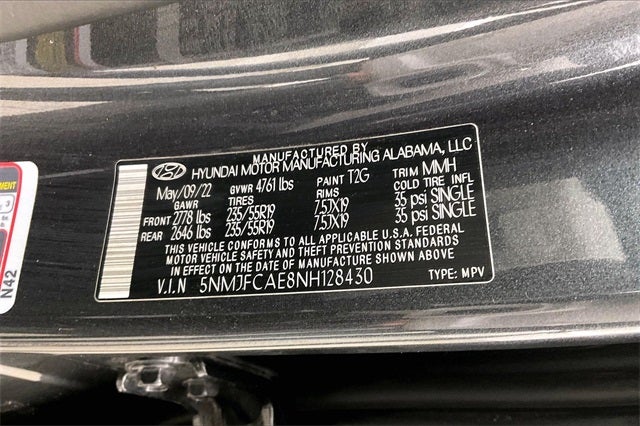 MANUFACTURED BY
HYUNDAI MOTOR MANUFACTURING ALABAMA, LLC
May/09/22 GVWR 4761 lbs PAINT T2G TRIM MMH
GAWR TIRES RIMS COLD TIRE INFL
FRONT 2778 lbs 235/55R19 7.5JX19 35 psi SINGLE
REAR 2646 lbs 235/55R19 7.5JX19 35 psi SINGLE
THIS VEHICLE CONFORMS TO ALL APPLICABLE U.S.A. FEDERAL
MOTOR VEHICLE SAFETY AND THEFT PREVENTION STANDARDS
IN EFFECT ON THE DATE OF MANUFACTURE SHOWN ABOVE.
V.I.N 5NMJFCAE8NH128430 TYPE: MPV
3
N42